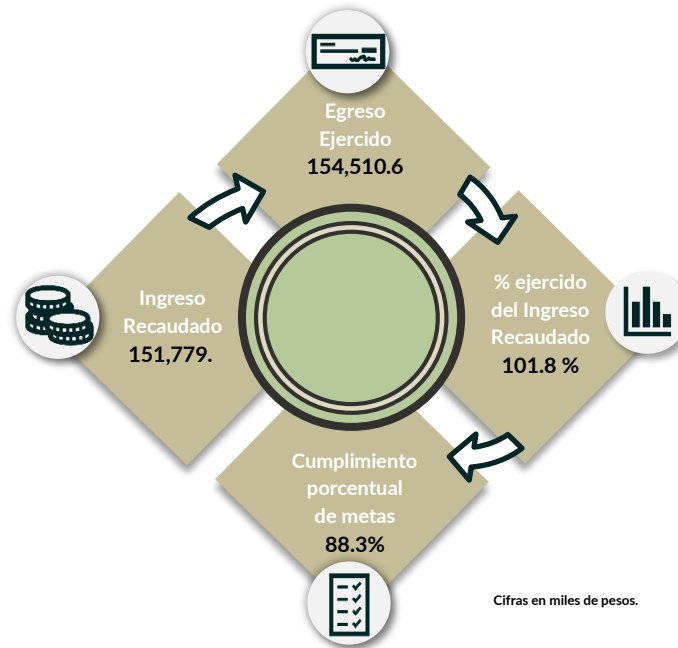 Egreso
Ejercido
154,510.6
Ingreso
Recaudado
151,779.
% ejercido
del Ingreso
Recaudado
101.8 %
Cumplimiento
porcentual
de metas
88.3%
Cifras en miles de pesos.